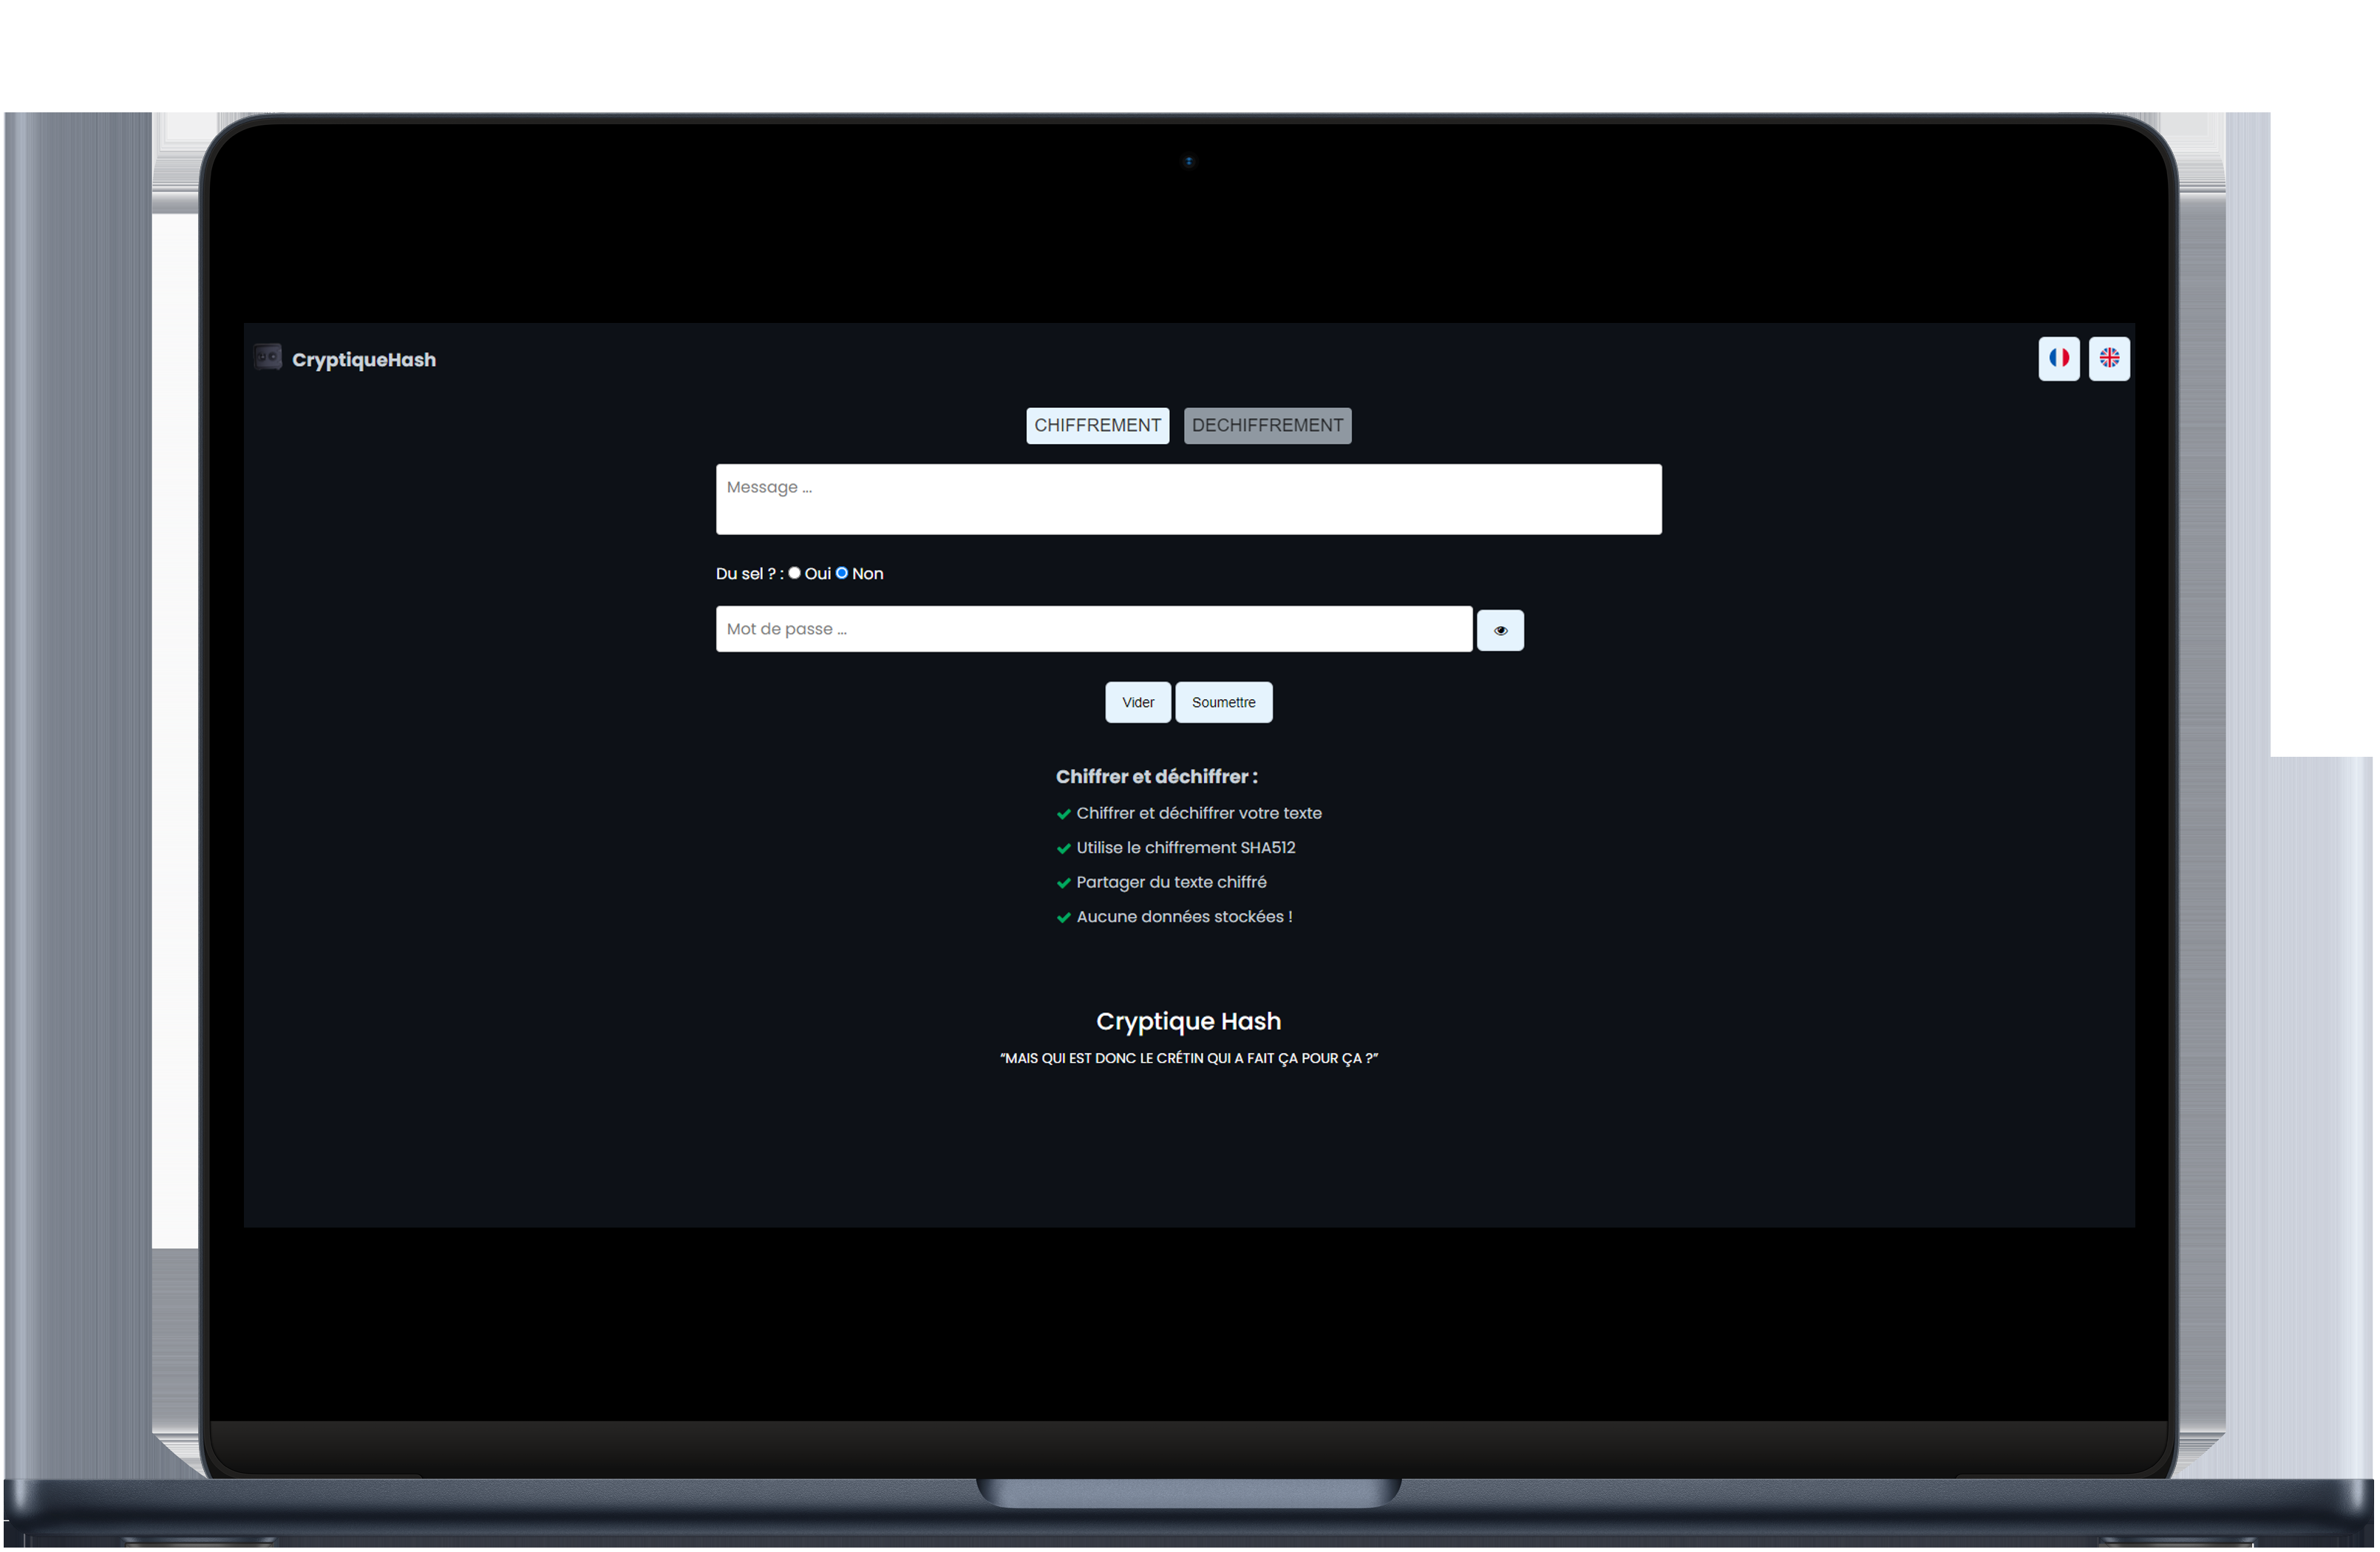 CryptiqueHash
CHIFFREMENT DECHIFFREMENT
Message ...
Du sel ? : Oui Non
Mot de passe ...
Vider Soumettre
Chiffrer et déchiffrer :
Chiffrer et déchiffrer votre texte
Utilise le chiffrement SHA512
Partager du texte chiffré
Aucune données stockées !
Cryptique Hash
“MAIS QUI EST DONC LE CRÉTIN QUI A FAIT ÇA POUR ÇA ?”